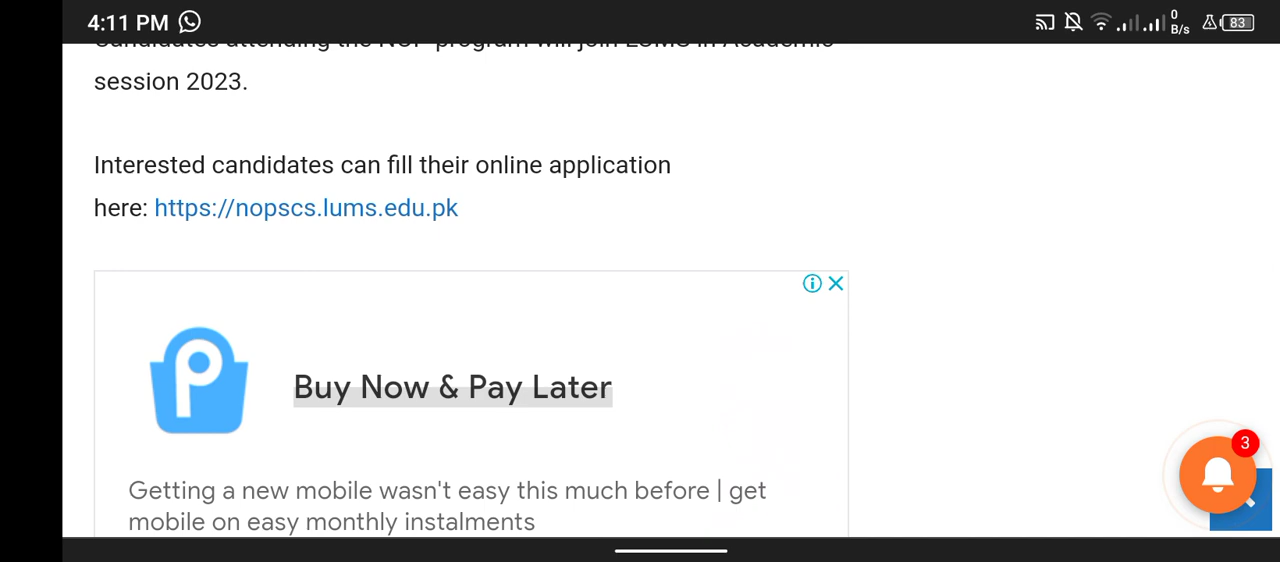 4:11 PM
0
B/s
83
session 2023.
Interested candidates can fill their online application
here: https://nopscs.lums.edu.pk
Buy Now & Pay Later
Getting a new mobile wasn't easy this much before | get
mobile on easy monthly instalments
3